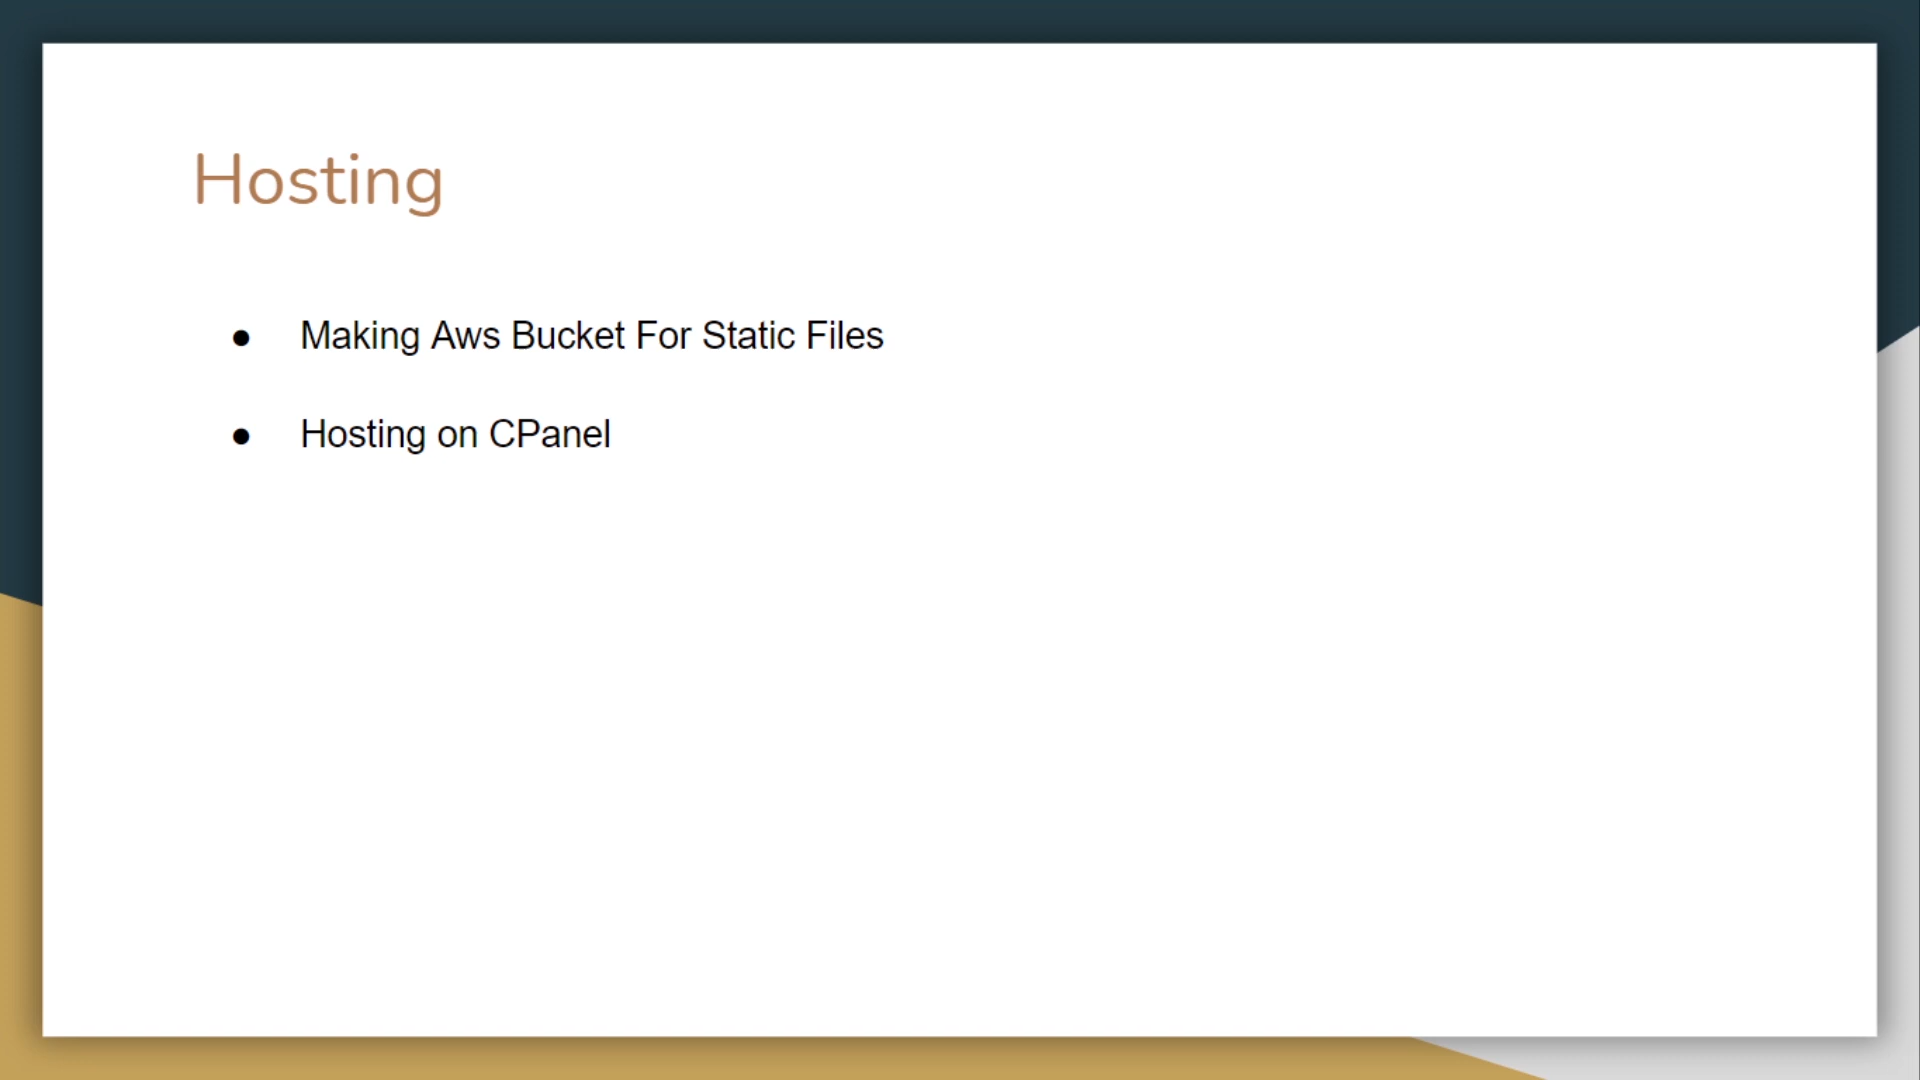 Hosting
● Making Aws Bucket For Static Files
● Hosting on CPanel